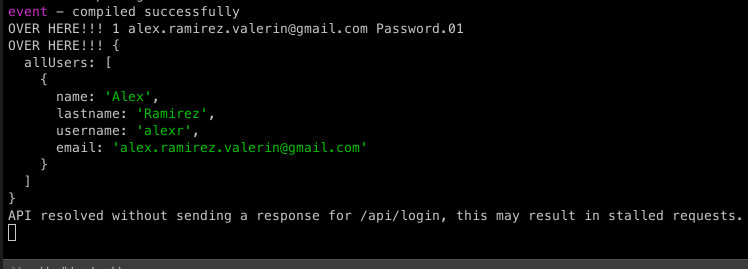 event – compiled successfully
OVER HERE!!! 1 alex.ramirez.valerin@gmail.com Password.01
OVER HERE!!! {
  allUsers: [
    {
      name: 'Alex',
      lastname: 'Ramirez',
      username: 'alexr',
      email: 'alex.ramirez.valerin@gmail.com'
    }
  ]
}
API resolved without sending a response for /api/login, this may result in stalled requests.